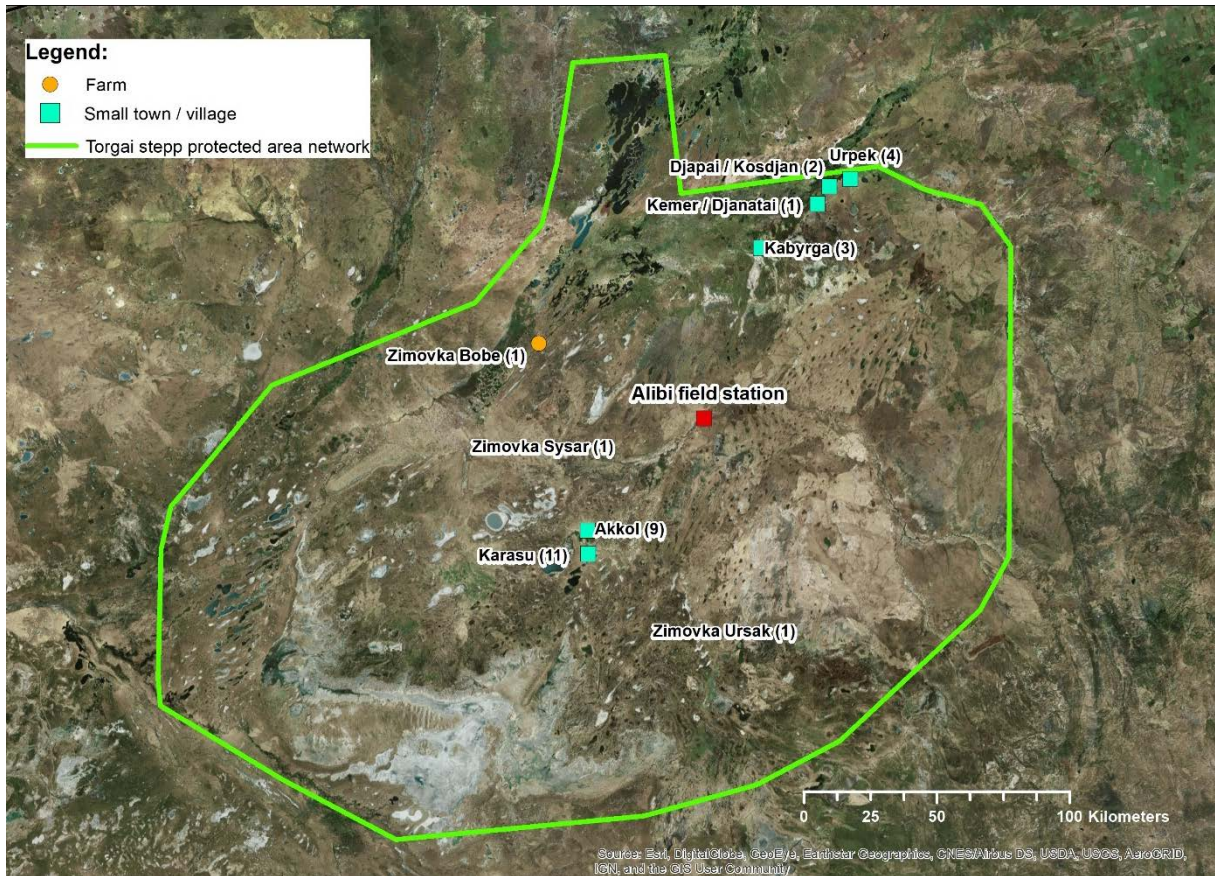 Legend:
Farm
Small town / village
Torgai stepp protected area network
Urpek (4)
Djapai / Kosdjan (2)
Kemer / Djanatai (1)
Kabyrga (3)
Zimovka Bobe (1)
Alibi field station
Zimovka Sysar (1)
Akkol (9)
Karasu (11)
Zimovka Ursak (1)
0 25 50 100 Kilometers
Source: Esri, DigitalGlobe, GeoEye, Earthstar Geographics, CNES/Airbus DS, USDA, USGS, AeroGRID,
IGN, and the GIS User Community